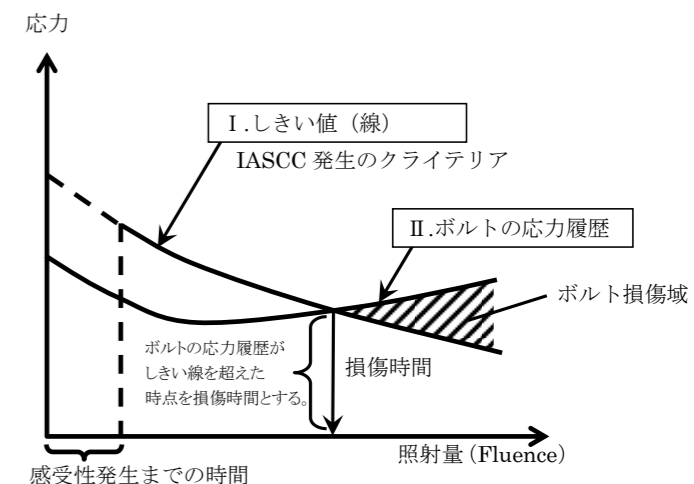 応力
Ⅰ.しきい値（線）
IASCC 発生のクライテリア
Ⅱ.ボルトの応力履歴
ボルト損傷域
ボルトの応力履歴が
しきい線を超えた
時点を損傷時間とする。
損傷時間
照射量(Fluence)
感受性発生までの時間